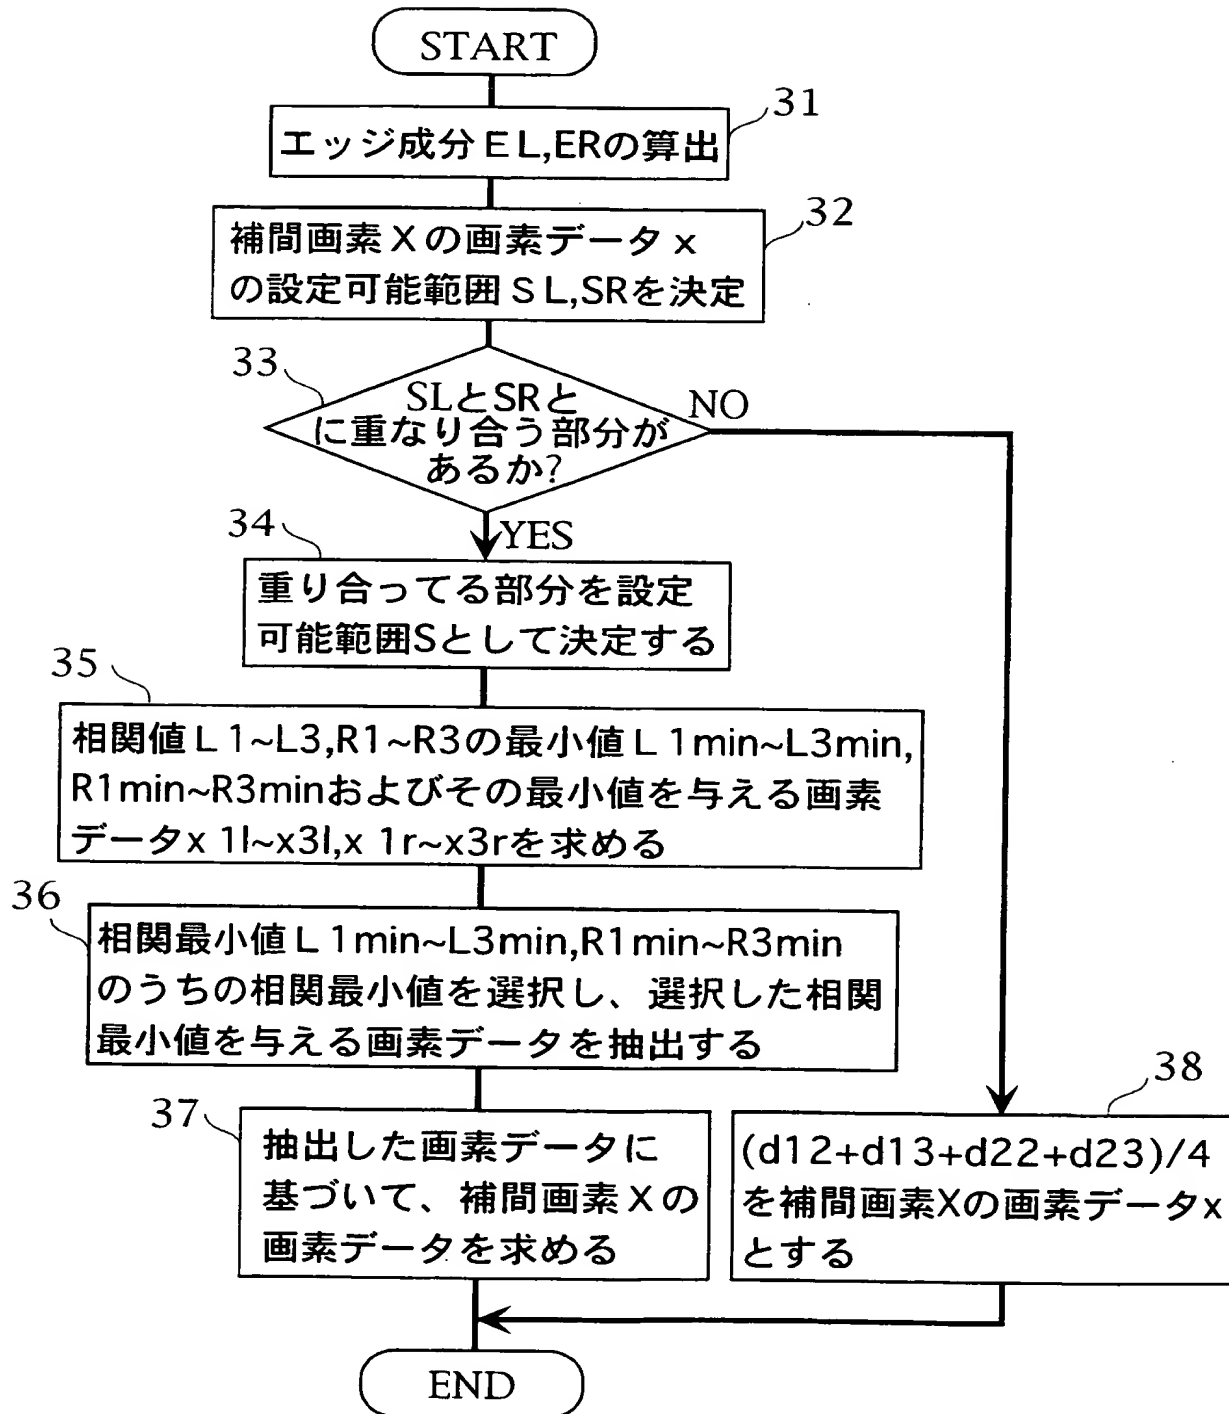 START
31
エッジ成分EL,ERの算出
32
補間画素Xの画素データx
の設定可能範囲SL,SRを決定
33
SLとSRと
に重なり合う部分が
あるか?
NO
YES
34
重り合ってる部分を設定
可能範囲Sとして決定する
35
相関値L1~L3,R1~R3の最小値L1min~L3min,
R1min~R3minおよびその最小値を与える画素
データx1l~x3l,x1r~x3rを求める
36
相関最小値L1min~L3min,R1min~R3min
のうちの相関最小値を選択し、選択した相関
最小値を与える画素データを抽出する
37
抽出した画素データに
基づいて、補間画素Xの
画素データを求める
38
(d12+d13+d22+d23)/4
を補間画素Xの画素データx
とする
END